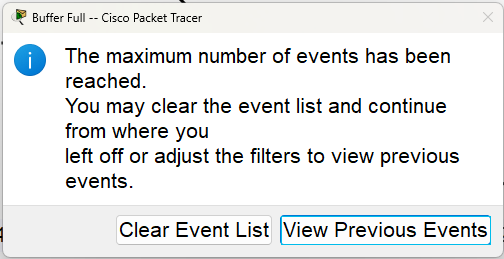 Buffer Full -- Cisco Packet Tracer
The maximum number of events has been
reached.
You may clear the event list and continue
from where you
left off or adjust the filters to view previous
events.
Clear Event List
View Previous Events